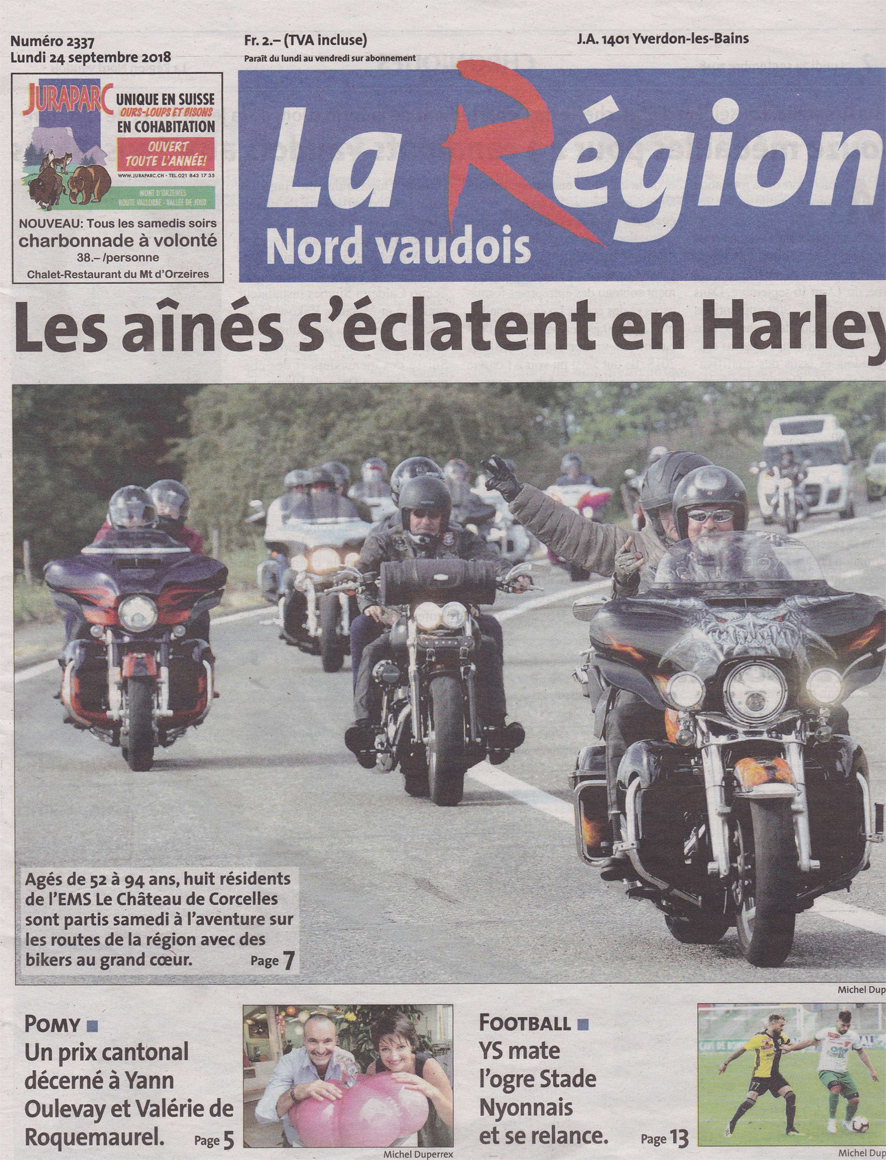 Numéro 2337
Lundi 24 septembre 2018
Fr. 2.– (TVA incluse)
Paraît du lundi au vendredi sur abonnement
J.A. 1401 Yverdon-les-Bains
JURAPARC
UNIQUE EN SUISSE
OURS-LOUPS ET BISONS
EN COHABITATION
OUVERT
TOUTE L'ANNÉE!
WWW.JURAPARC.CH - TEL 021 843 17 35
MONT D'ORZEIRES
ROUTE VALLORBE - VALLÉE DE JOUX
NOUVEAU: Tous les samedis soirs
charbonnade à volonté
38.– /personne
Chalet-Restaurant du Mt d'Orzeires
La Région
Nord vaudois
Les aînés s'éclatent en Harley
Agés de 52 à 94 ans, huit résidents
de l'EMS Le Château de Corcelles
sont partis samedi à l'aventure sur
les routes de la région avec des
bikers au grand cœur. Page 7
Michel Dup
POMY
Un prix cantonal
décerné à Yann
Oulevay et Valérie de
Roquemaurel. Page 5
Michel Duperrex
FOOTBALL
YS mate
l'ogre Stade
Nyonnais
et se relance. Page 13
Michel Dup